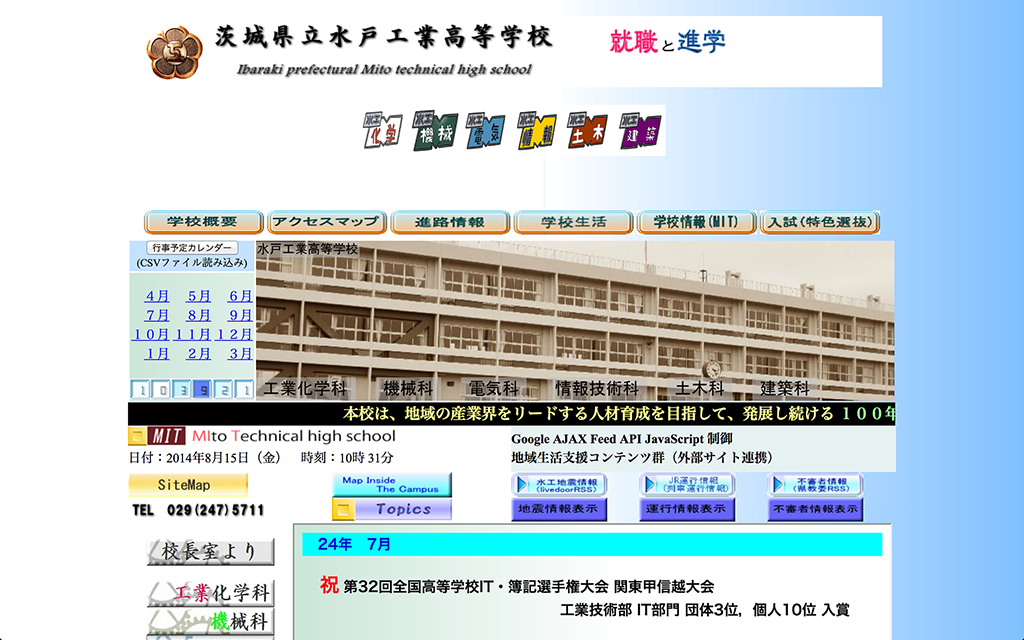 茨城県立水戸工業高等学校
Ibaraki prefectural Mito technical high school
就職と進学
水工 化学 水工 機械 水工 電気 水工 情報 水工 土木 水工 建築
学校概要 アクセスマップ 進路情報 学校生活 学校情報(MIT) 入試(特色選抜)
行事予定カレンダー
(CSVファイル読み込み)
水戸工業高等学校
4月 5月 6月
7月 8月 9月
10月 11月 12月
1月 2月 3月
1 0 3 9 2 1
工業化学科 機械科 電気科 情報技術科 土木科 建築科
本校は、地域の産業界をリードする人材育成を目指して、発展し続ける 100年
MIT MIto Technical high school
日付：2014年8月15日（金） 時刻：10時 31分
Google AJAX Feed API JavaScript 制御
地域生活支援コンテンツ群（外部サイト連携）
SiteMap
Map Inside The Campus
水工地震情報 (livedoorRSS)
JR運行情報 (列車運行情報)
不審者情報 (県教委RSS)
TEL 029(247)5711
Topics
地震情報表示 運行情報表示 不審者情報表示
校長室より
工業化学科
機械科
24年 7月
祝 第32回全国高等学校IT・簿記選手権大会 関東甲信越大会
工業技術部 IT部門 団体3位，個人10位 入賞